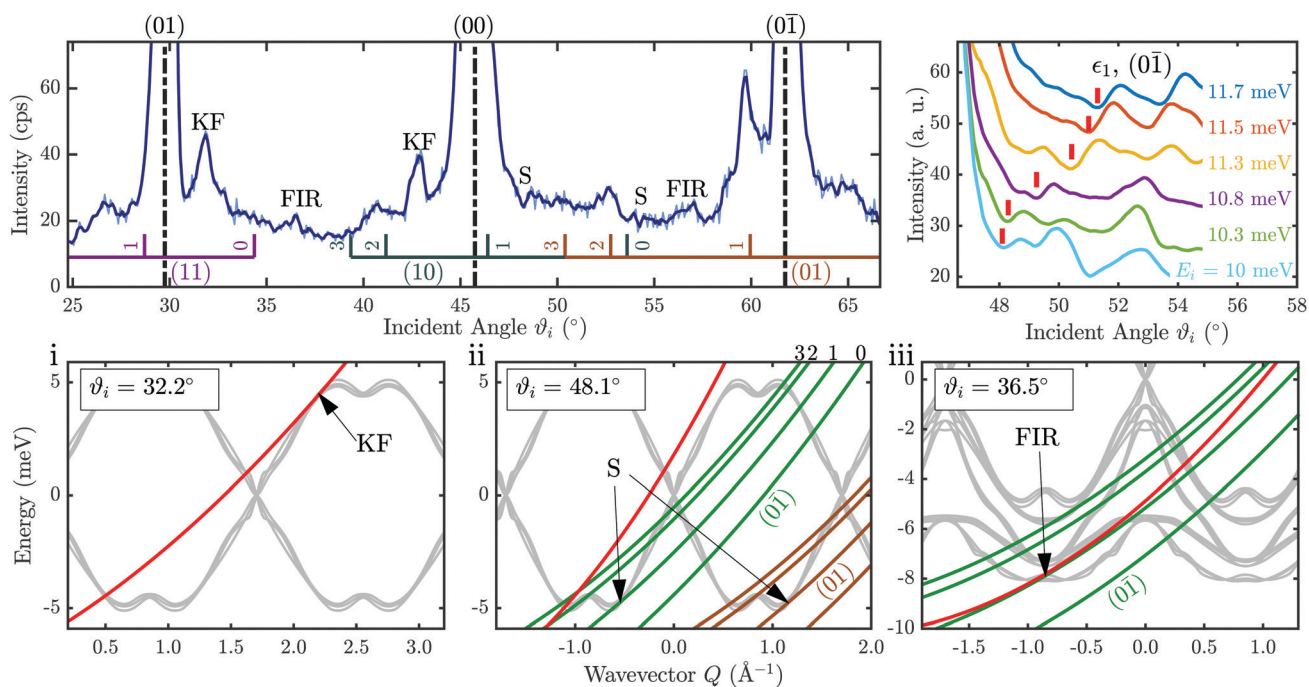 (01) (00) (01̅)
60
40
20
0
Intensity (cps)
KF
FIR
KF
S
S
FIR
1 0 3 2 1 3 2 0 1
(11) (10) (01)
25 30 35 40 45 50 55 60 65
Incident Angle ϑi (°)
60
50
40
30
20
Intensity (a. u.)
ϵ1, (01̅)
11.7 meV
11.5 meV
11.3 meV
10.8 meV
10.3 meV
Ei = 10 meV
48 50 52 54 56 58
Incident Angle ϑi (°)
i
ϑi = 32.2°
KF
5
0
-5
Energy (meV)
0.5 1.0 1.5 2.0 2.5 3.0
ii
ϑi = 48.1°
32 1 0
S
(01̅)
(01)
5
0
-5
-1.0 0.0 1.0 2.0
Wavevector Q (Å⁻¹)
iii
ϑi = 36.5°
FIR
(01̅)
0
-2
-4
-6
-8
-10
-1.5 -1.0 -0.5 0.0 0.5 1.0